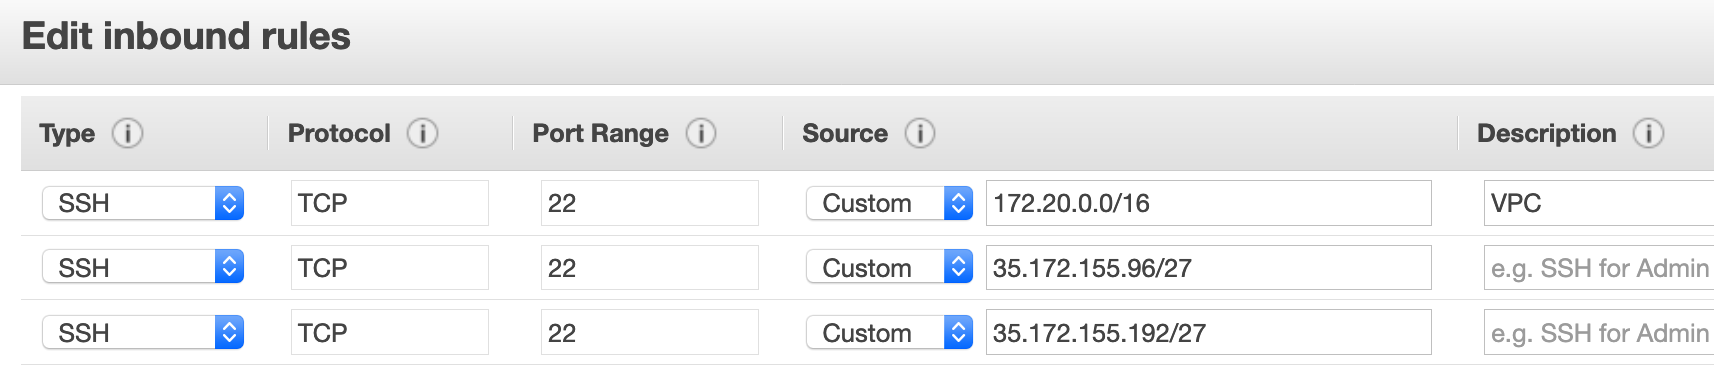 Edit inbound rules
Type i Protocol i Port Range i Source i Description i
SSH TCP 22 Custom 172.20.0.0/16 VPC
SSH TCP 22 Custom 35.172.155.96/27 e.g. SSH for Admin
SSH TCP 22 Custom 35.172.155.192/27 e.g. SSH for Admin